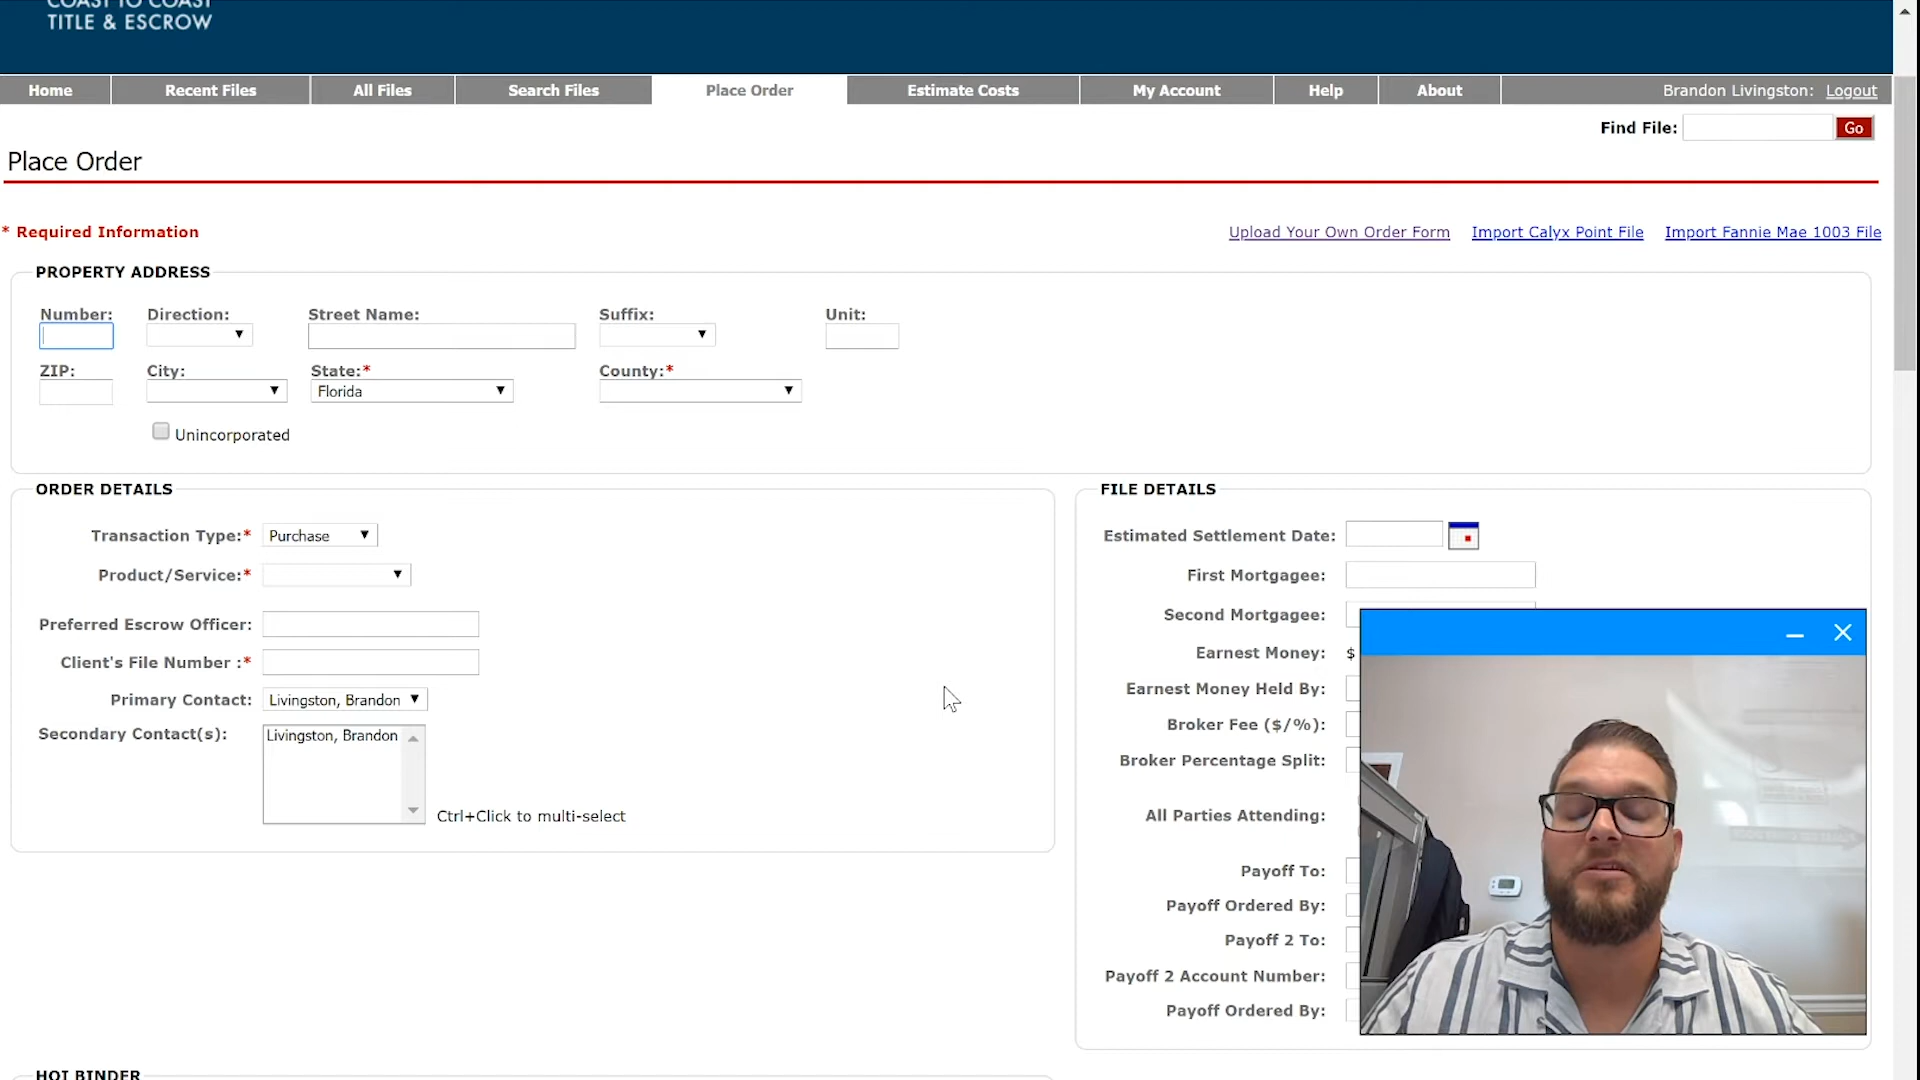 COAST TO COAST
TITLE & ESCROW
Home
Recent Files
All Files
Search Files
Place Order
Estimate Costs
My Account
Help
About
Brandon Livingston: Logout
Find File:
Go
Place Order
* Required Information
Upload Your Own Order Form
Import Calyx Point File
Import Fannie Mae 1003 File
PROPERTY ADDRESS
Number:
Direction:
Street Name:
Suffix:
Unit:
ZIP:
City:
State:*
County:*
Florida
Unincorporated
ORDER DETAILS
Transaction Type:* Purchase
Product/Service:*
Preferred Escrow Officer:
Client's File Number :*
Primary Contact: Livingston, Brandon
Secondary Contact(s): Livingston, Brandon
Ctrl+Click to multi-select
FILE DETAILS
Estimated Settlement Date:
First Mortgagee:
Second Mortgagee:
Earnest Money: $
Earnest Money Held By:
Broker Fee ($/%):
Broker Percentage Split:
All Parties Attending:
Payoff To:
Payoff Ordered By:
Payoff 2 To:
Payoff 2 Account Number:
Payoff Ordered By:
HOI BINDER